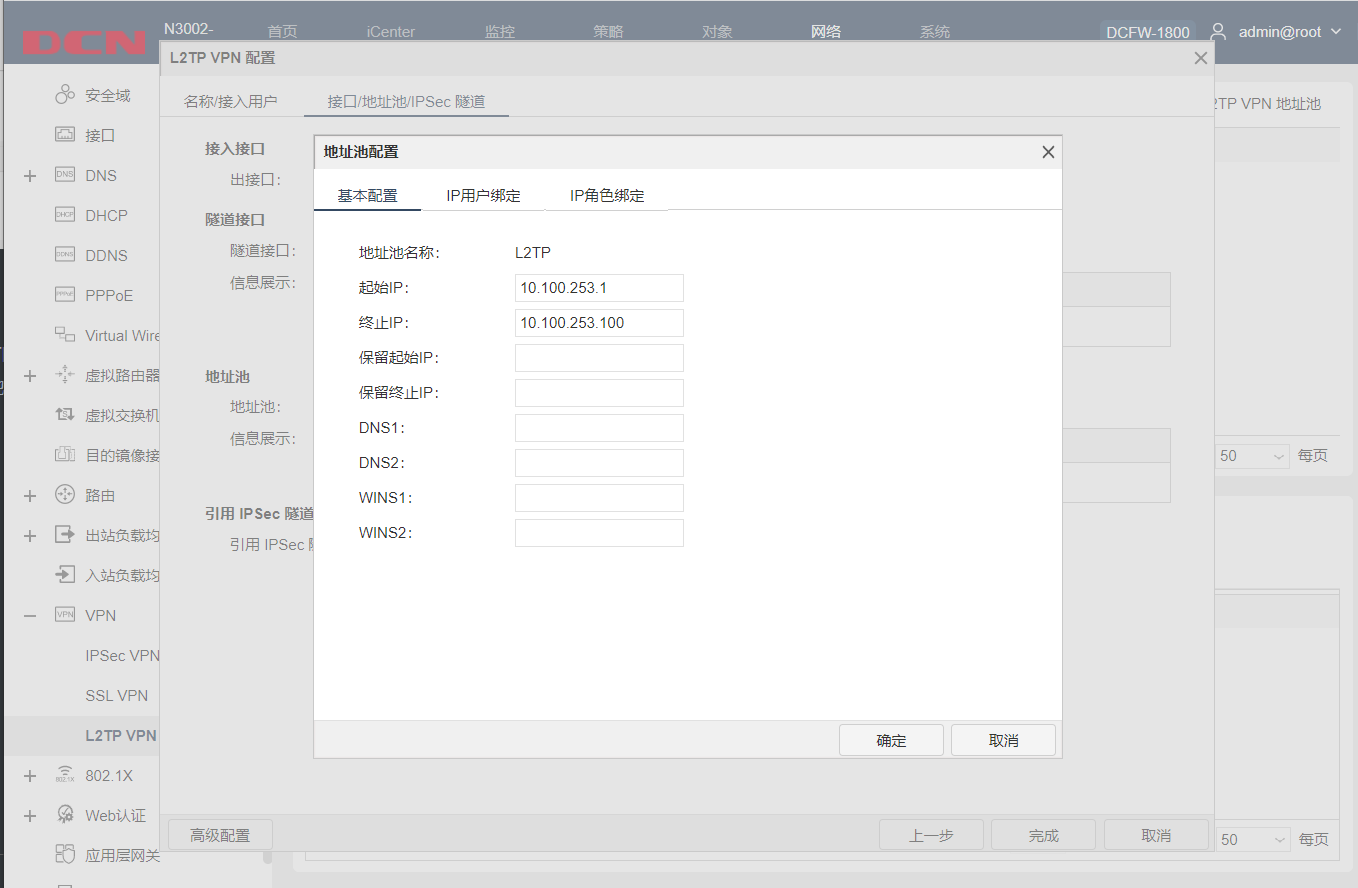 DCN
N3002-
首页 iCenter 监控 策略 对象 网络 系统
DCFW-1800 admin@root
L2TP VPN 配置
名称/接入用户 接口/地址池/IPSec 隧道
TP VPN 地址池
安全域
接口
DNS DNS
DHCP DHCP
DDNS DDNS
PPPoE PPPoE
Virtual Wire
虚拟路由器
虚拟交换机
目的镜像接
路由
出站负载均
入站负载均
VPN VPN
IPSec VPN
SSL VPN
L2TP VPN
802.1X 802.1X
Web认证
应用层网关
接入接口
出接口：
隧道接口
隧道接口：
信息展示：
地址池
地址池：
信息展示：
引用 IPSec 隧道
引用 IPSec
地址池配置
基本配置 IP用户绑定 IP角色绑定
地址池名称： L2TP
起始IP： 10.100.253.1
终止IP： 10.100.253.100
保留起始IP：
保留终止IP：
DNS1：
DNS2：
WINS1：
WINS2：
确定 取消
50 每页
高级配置 上一步 完成 取消
50 每页